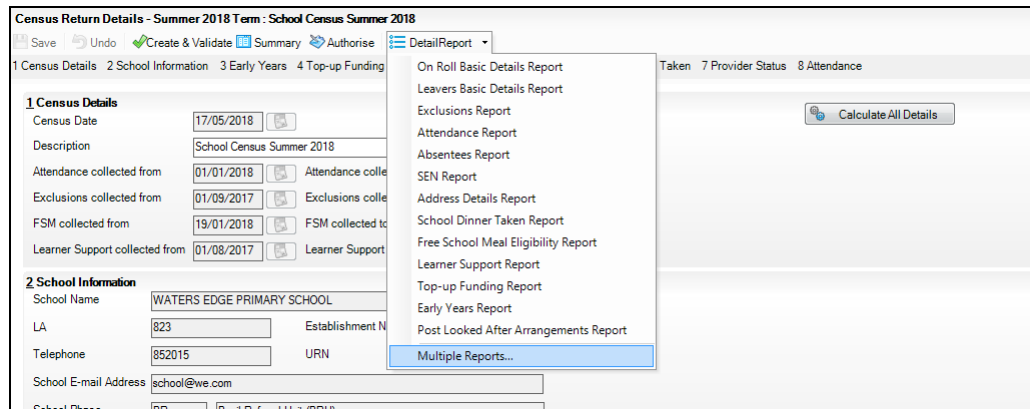 Census Return Details - Summer 2018 Term : School Census Summer 2018
Save Undo Create & Validate Summary Authorise DetailReport
1 Census Details 2 School Information 3 Early Years 4 Top-up Funding Taken 7 Provider Status 8 Attendance
1 Census Details
Calculate All Details
Census Date 17/05/2018
Description School Census Summer 2018
Attendance collected from 01/01/2018 Attendance colle
Exclusions collected from 01/09/2017 Exclusions colle
FSM collected from 19/01/2018 FSM collected to
Learner Support collected from 01/08/2017 Learner Support
2 School Information
School Name WATERS EDGE PRIMARY SCHOOL
LA 823 Establishment N
Telephone 852015 URN
School E-mail Address school@we.com
On Roll Basic Details Report
Leavers Basic Details Report
Exclusions Report
Attendance Report
Absentees Report
SEN Report
Address Details Report
School Dinner Taken Report
Free School Meal Eligibility Report
Learner Support Report
Top-up Funding Report
Early Years Report
Post Looked After Arrangements Report
Multiple Reports...